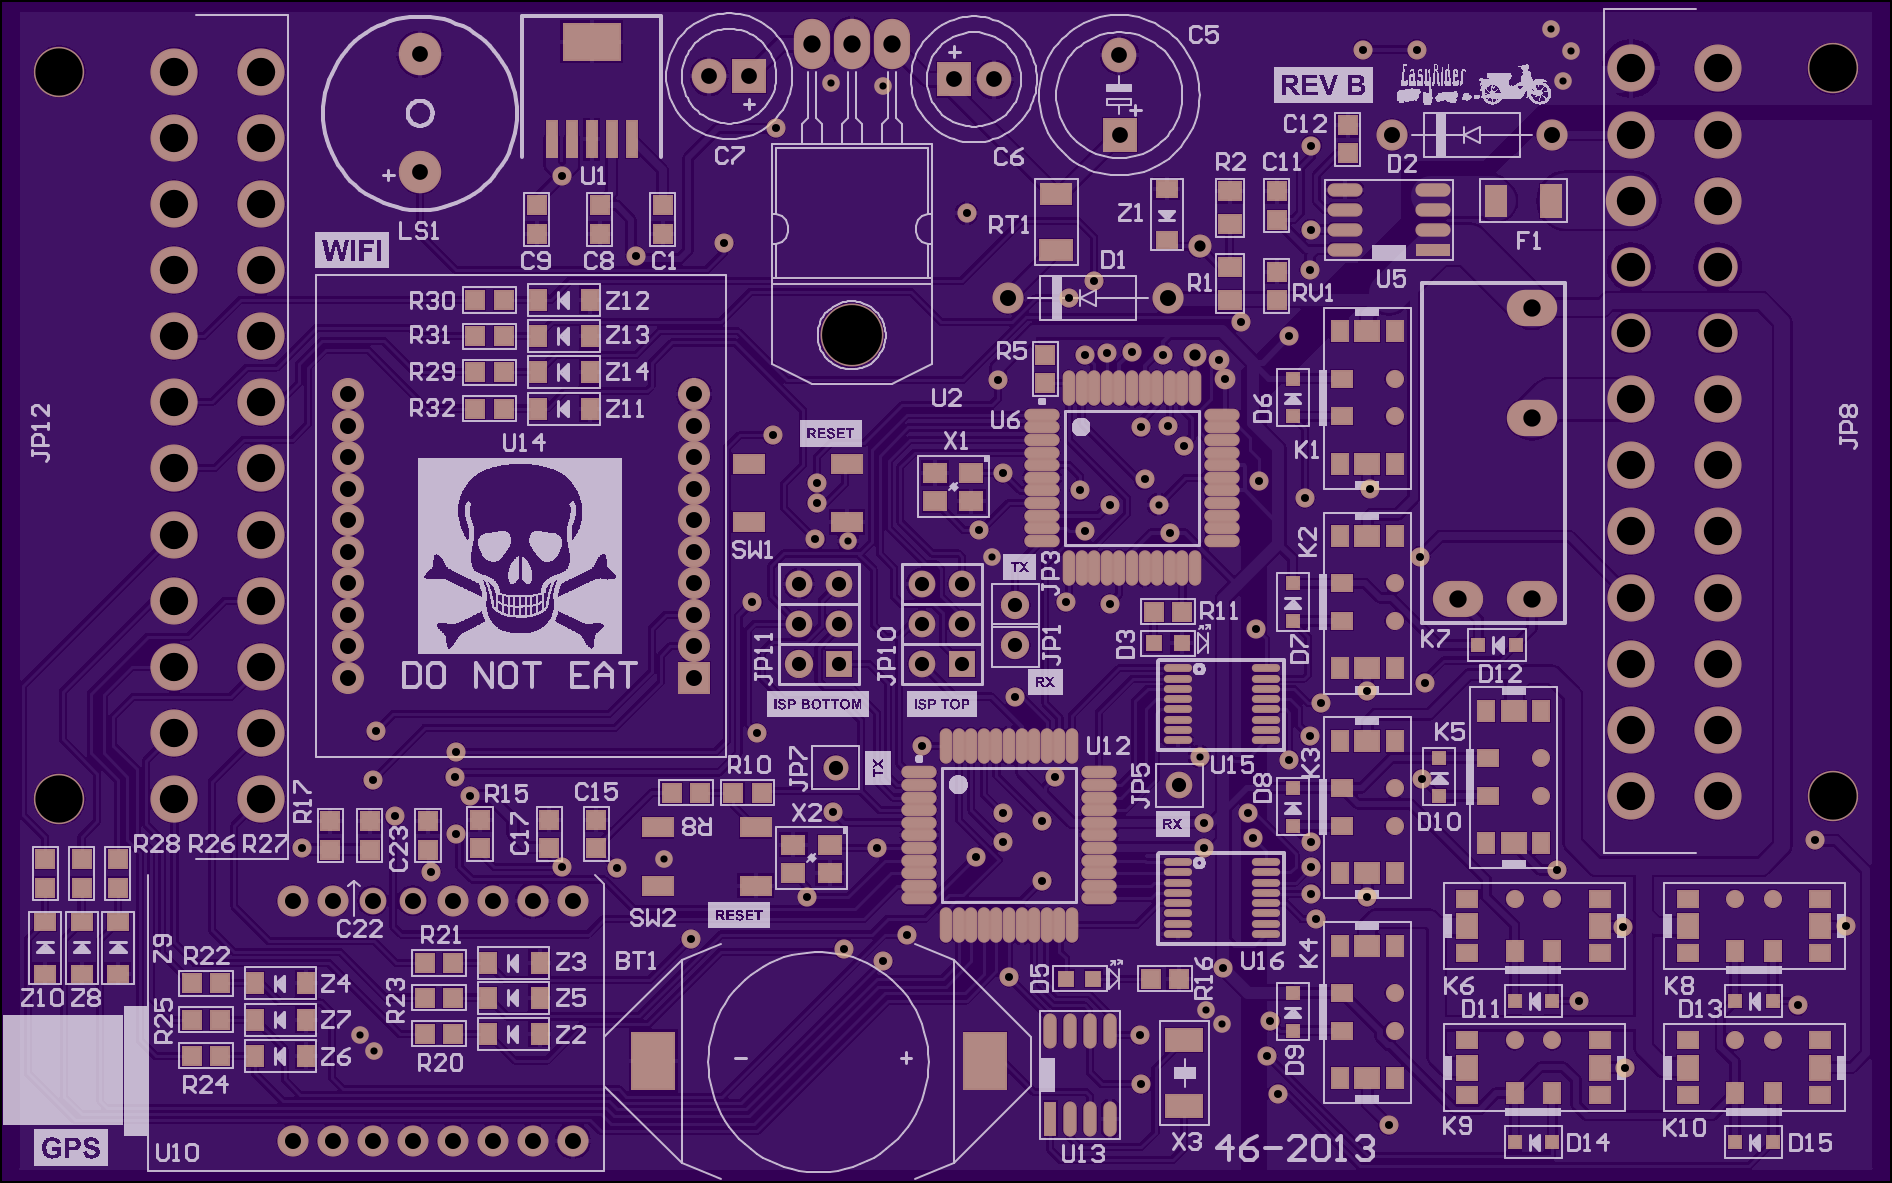 C5
REV B
EasyRider
C7
C6
C12
D2
U1
R2
C11
Z1
RT1
F1
LS1
WIFI
C9
C8
C1
D1
R1
RV1
U5
R30
Z12
R31
Z13
R29
Z14
R32
Z11
U14
R5
U2
U6
X1
RESET
D6
K1
JP12
JP8
SW1
K2
TX
JP3
R11
D3
JP1
RX
JP11
JP10
D7
K7
D12
DO NOT EAT
ISP BOTTOM
ISP TOP
K5
U12
U15
JP7
TX
R10
JP5
K3
D8
R17
R15
C15
R8
X2
RX
D10
R28
R26
R27
C23
C17
C22
SW2
RESET
R21
R22
Z9
Z3
BT1
U16
K4
D5
R16
K6
K8
Z10
Z8
Z4
R23
Z5
D11
D13
R25
Z7
Z2
R20
Z6
R24
D9
GPS
U10
U13
X3
46-2013
K9
D14
K10
D15